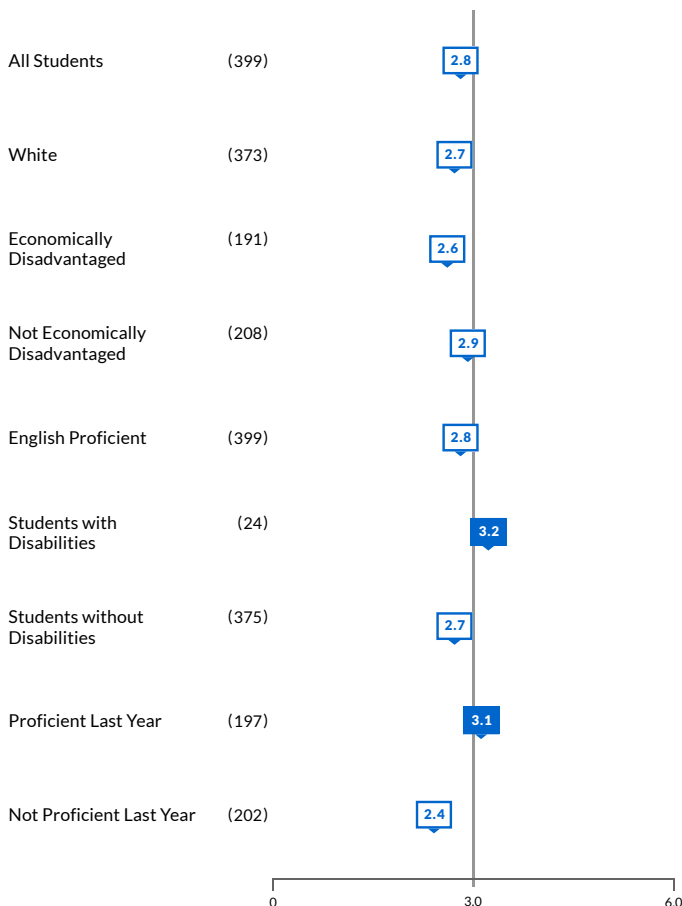 All Students (399) 2.8
White (373) 2.7
Economically (191)
Disadvantaged 2.6
Not Economically (208)
Disadvantaged 2.9
English Proficient (399) 2.8
Students with (24)
Disabilities 3.2
Students without (375)
Disabilities 2.7
Proficient Last Year (197) 3.1
Not Proficient Last Year (202) 2.4
0 3.0 6.0